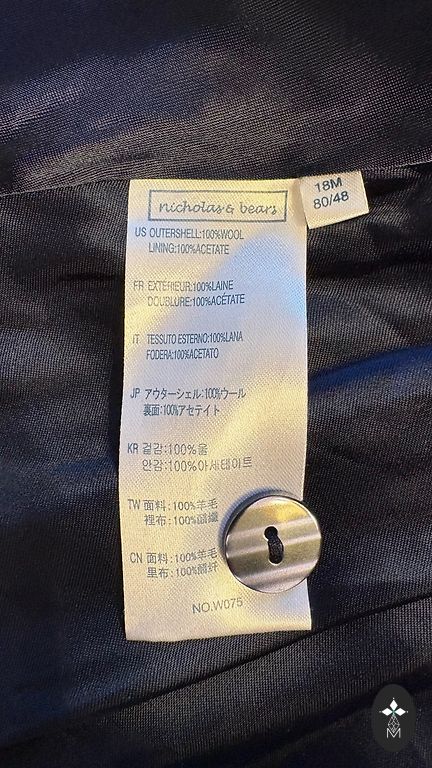 nicholas & bears
18M
80/48
US OUTERSHELL:100%WOOL
LINING:100%ACETATE
FR EXTÉRIEUR:100%LAINE
DOUBLURE:100%ACÉTATE
IT TESSUTO ESTERNO:100%LANA
FODERA:100%ACETATO
JP アウターシェル:100%ウール
裏面:100%アセテイト
KR 겉감:100%울
안감:100%아세테이트
TW 面料:100%羊毛
裡布:100%醋纖
CN 面料:100%羊毛
里布:100%醋纤
NO.W075
M